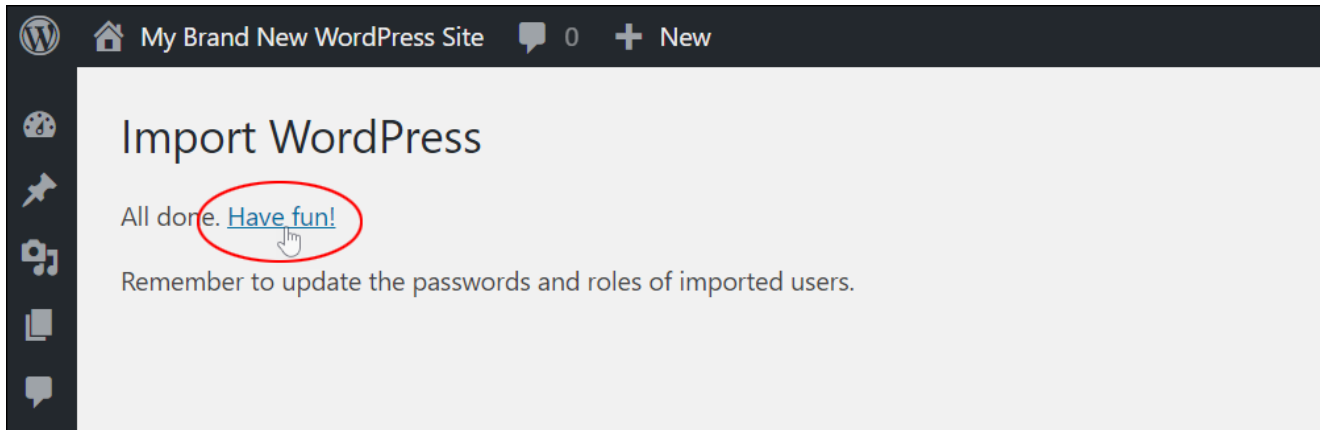 My Brand New WordPress Site 0 New
Import WordPress
All done. Have fun!
Remember to update the passwords and roles of imported users.